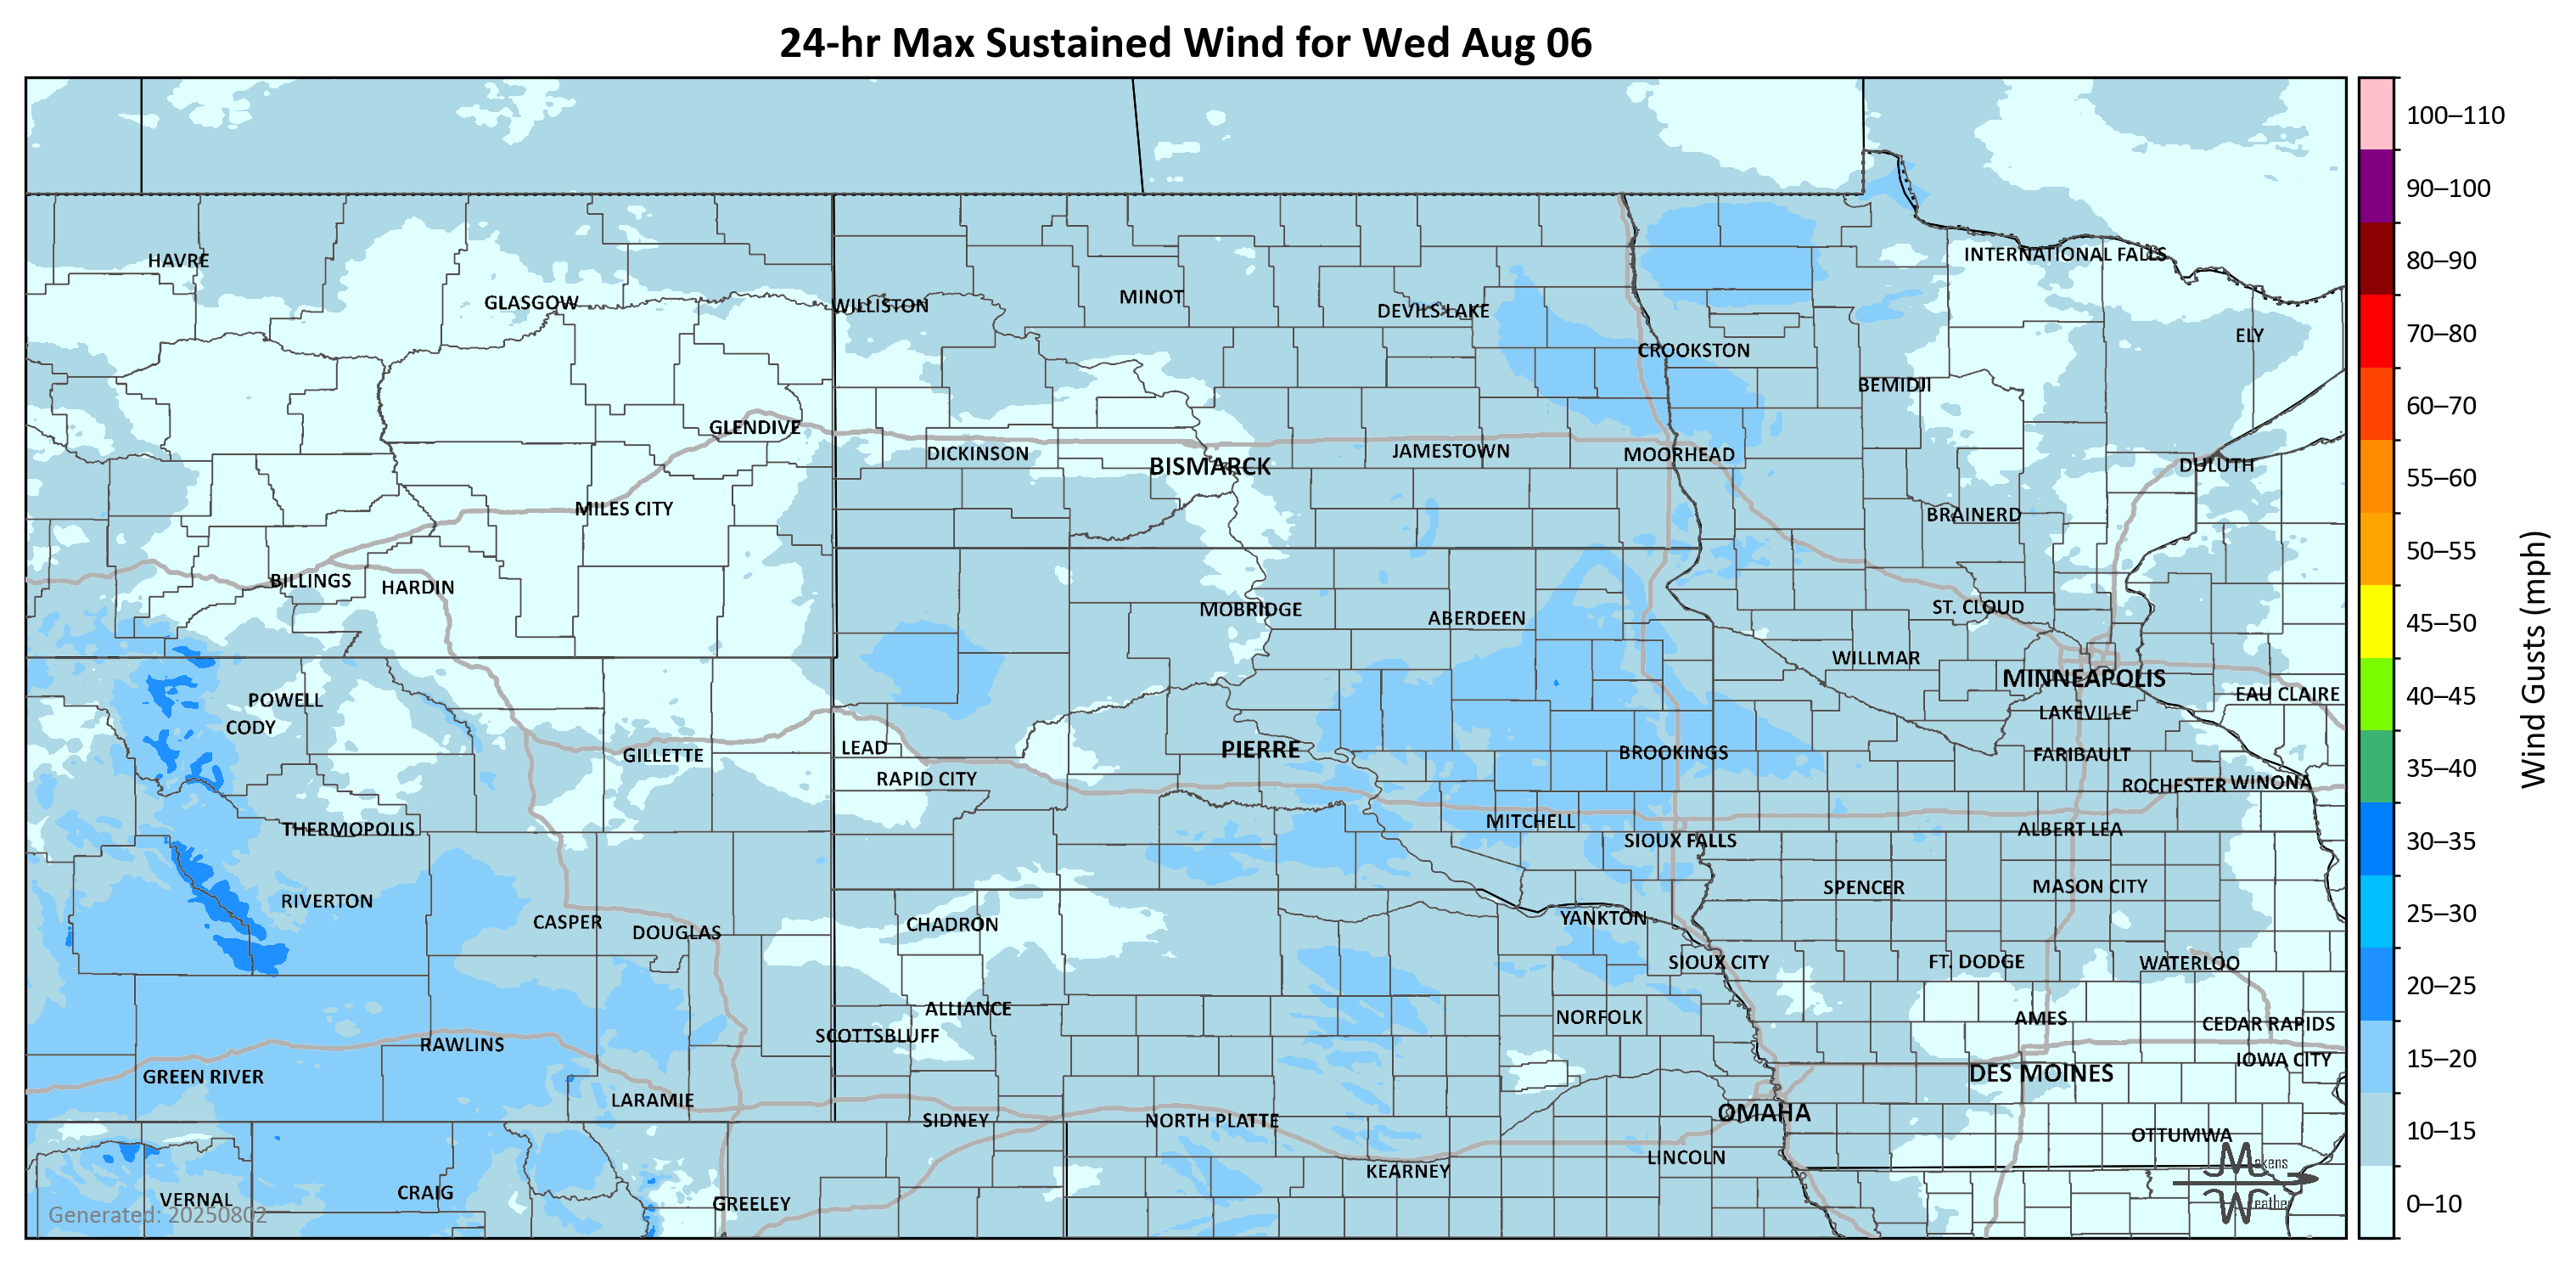 24-hr Max Sustained Wind for Wed Aug 06
100–110
90–100
80–90
70–80
60–70
55–60
50–55
45–50
40–45
35–40
30–35
25–30
20–25
15–20
10–15
0–10
Wind Gusts (mph)
HAVRE
INTERNATIONAL FALLS
GLASGOW
WILLISTON
MINOT
DEVILS LAKE
ELY
CROOKSTON
BEMIDJI
GLENDIVE
DICKINSON
BISMARCK
JAMESTOWN
MOORHEAD
DULUTH
MILES CITY
BRAINERD
BILLINGS
HARDIN
MOBRIDGE
ABERDEEN
ST. CLOUD
WILLMAR
MINNEAPOLIS
EAU CLAIRE
POWELL
CODY
LAKEVILLE
GILLETTE
LEAD
PIERRE
BROOKINGS
FARIBAULT
RAPID CITY
ROCHESTER
WINONA
THERMOPOLIS
MITCHELL
SIOUX FALLS
ALBERT LEA
RIVERTON
SPENCER
MASON CITY
CASPER
DOUGLAS
CHADRON
YANKTON
SIOUX CITY
FT. DODGE
WATERLOO
ALLIANCE
SCOTTSBLUFF
NORFOLK
AMES
CEDAR RAPIDS
RAWLINS
IOWA CITY
GREEN RIVER
DES MOINES
LARAMIE
SIDNEY
NORTH PLATTE
OMAHA
OTTUMWA
KEARNEY
LINCOLN
VERNAL
CRAIG
GREELEY
Generated: 20250802
Makens
Weather